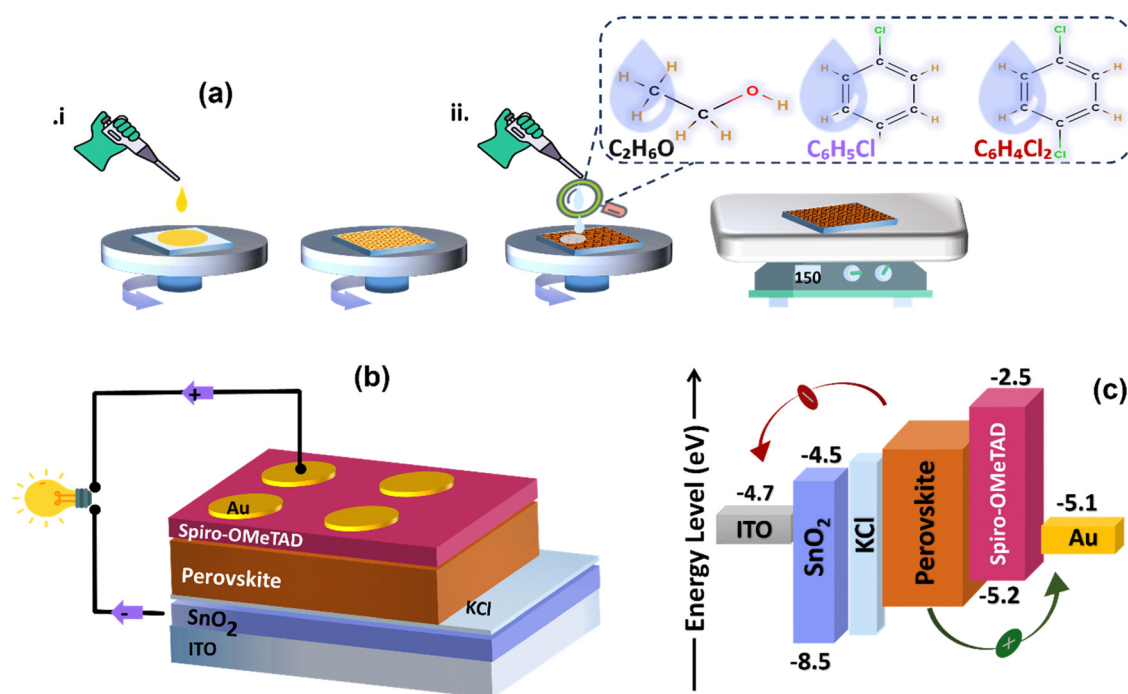 (a)
.i
ii.
H
H
C
H
C
H
H
O
H
C₂H₆O
Cl
C
H
C
C
H
C
C
H
C
H
H
C₆H₅Cl
Cl
C
H
C
C
H
H
C
C
H
C
Cl
C₆H₄Cl₂
150
(b)
+
Au
Spiro-OMeTAD
Perovskite
KCl
SnO₂
ITO
-
(c)
Energy Level (eV)
−
-4.7
ITO
-4.5
SnO₂
-8.5
KCl
Perovskite
-2.5
Spiro-OMeTAD
-5.2
-5.1
Au
+